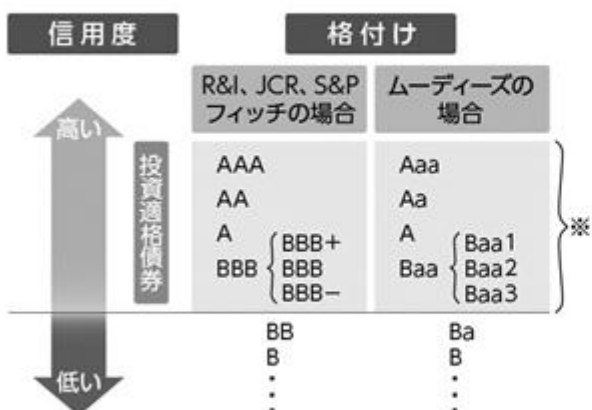 信用度
格付け
R&I、JCR、S&P
フィッチの場合
ムーディーズの
場合
高い
投資適格債券
AAA
Aaa
AA
Aa
A
A
BBB
BBB+
BBB
BBB−
Baa
Baa1
Baa2
Baa3
※
BB
Ba
B
B
低い